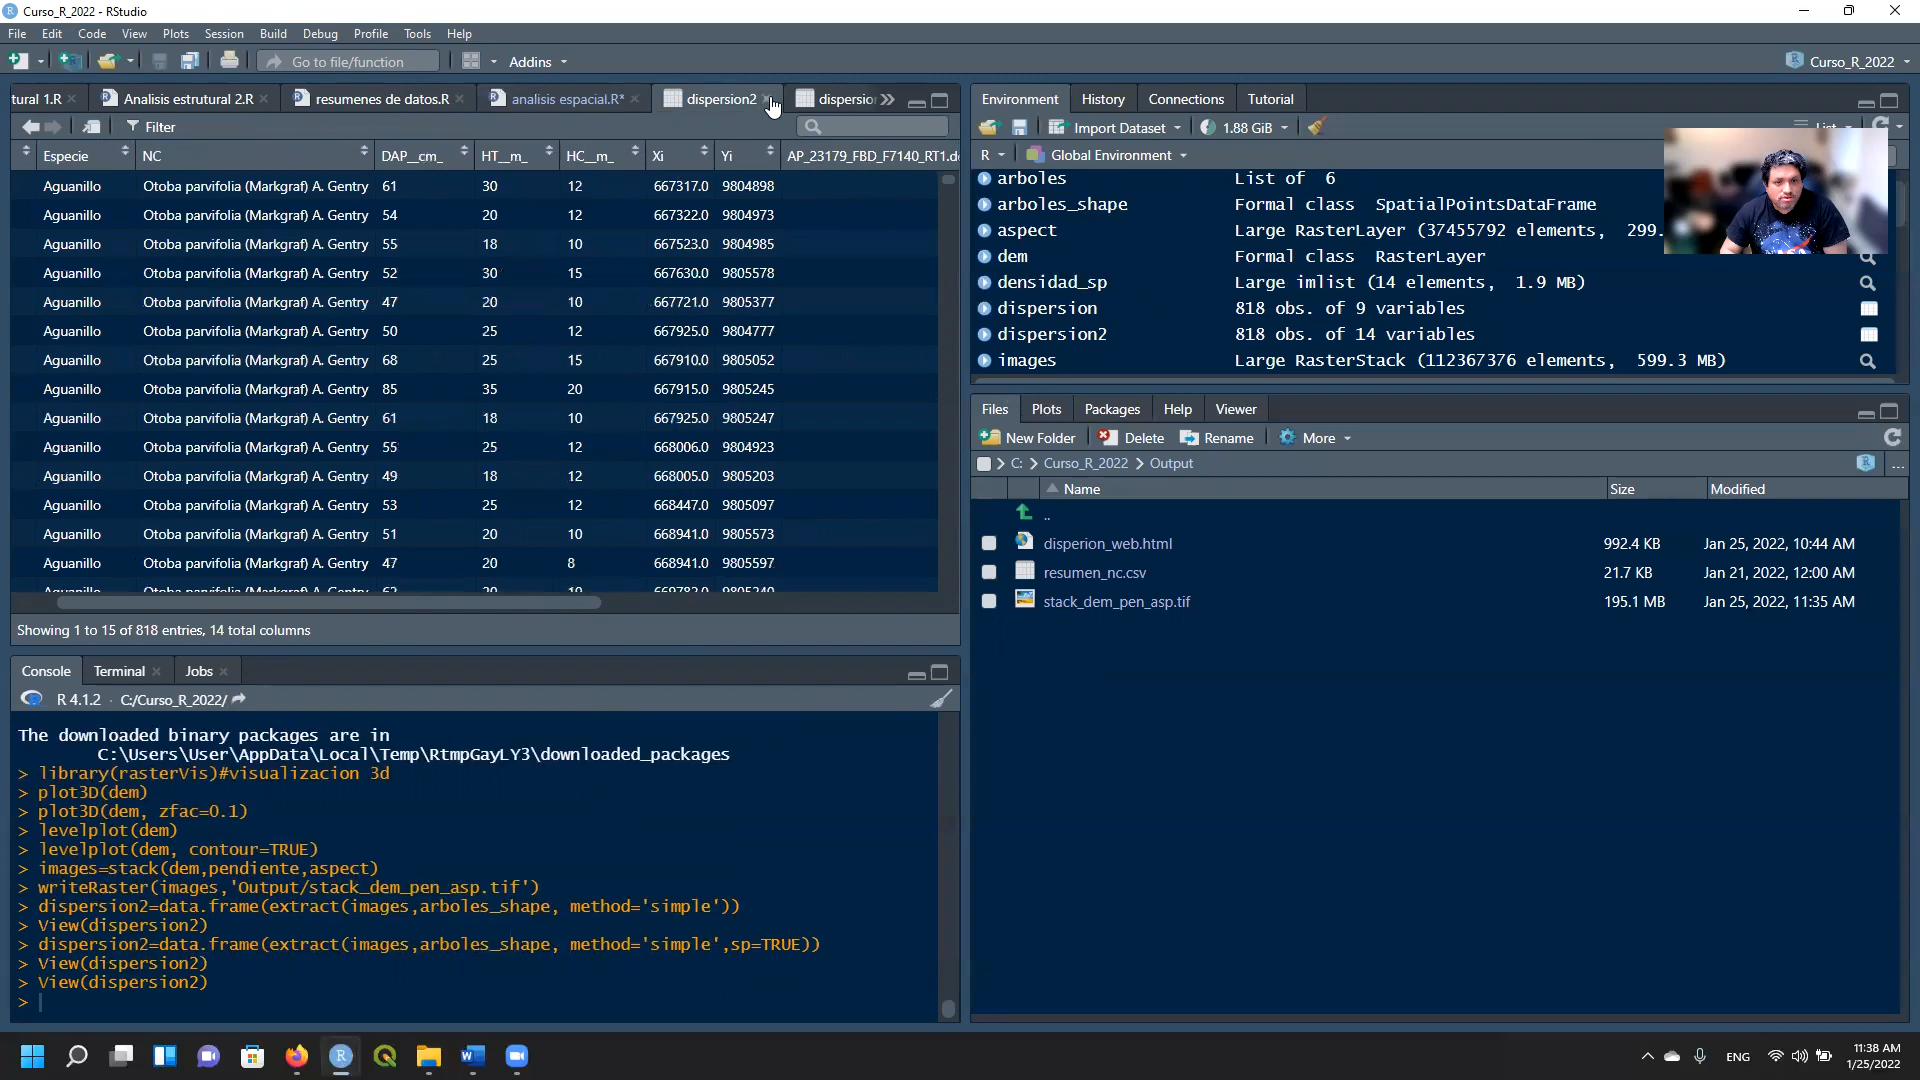 Curso_R_2022 - RStudio
File Edit Code View Plots Session Build Debug Profile Tools Help
Go to file/function Addins Curso_R_2022
tural 1.R Analisis estrutural 2.R resumenes de datos.R analisis espacial.R* dispersion2 dispersio
Filter
Especie NC DAP__cm_ HT__m_ HC__m_ Xi Yi AP_23179_FBD_F7140_RT1.d
Aguanillo Otoba parvifolia (Markgraf) A. Gentry 61 30 12 667317.0 9804898
Aguanillo Otoba parvifolia (Markgraf) A. Gentry 54 20 12 667322.0 9804973
Aguanillo Otoba parvifolia (Markgraf) A. Gentry 55 18 10 667523.0 9804985
Aguanillo Otoba parvifolia (Markgraf) A. Gentry 52 30 15 667630.0 9805578
Aguanillo Otoba parvifolia (Markgraf) A. Gentry 47 20 10 667721.0 9805377
Aguanillo Otoba parvifolia (Markgraf) A. Gentry 50 25 12 667925.0 9804777
Aguanillo Otoba parvifolia (Markgraf) A. Gentry 68 25 15 667910.0 9805052
Aguanillo Otoba parvifolia (Markgraf) A. Gentry 85 35 20 667915.0 9805245
Aguanillo Otoba parvifolia (Markgraf) A. Gentry 61 18 10 667925.0 9805247
Aguanillo Otoba parvifolia (Markgraf) A. Gentry 55 25 12 668006.0 9804923
Aguanillo Otoba parvifolia (Markgraf) A. Gentry 49 18 12 668005.0 9805203
Aguanillo Otoba parvifolia (Markgraf) A. Gentry 53 25 12 668447.0 9805097
Aguanillo Otoba parvifolia (Markgraf) A. Gentry 51 20 10 668941.0 9805573
Aguanillo Otoba parvifolia (Markgraf) A. Gentry 47 20 8 668941.0 9805597
Showing 1 to 15 of 818 entries, 14 total columns
Console Terminal Jobs
R 4.1.2 · C:/Curso_R_2022/
The downloaded binary packages are in
C:\Users\User\AppData\Local\Temp\RtmpGayLY3\downloaded_packages
> library(rasterVis)#visualizacion 3d
> plot3D(dem)
> plot3D(dem, zfac=0.1)
> levelplot(dem)
> levelplot(dem, contour=TRUE)
> images=stack(dem,pendiente,aspect)
> writeRaster(images,'Output/stack_dem_pen_asp.tif')
> dispersion2=data.frame(extract(images,arboles_shape, method='simple'))
> View(dispersion2)
> dispersion2=data.frame(extract(images,arboles_shape, method='simple',sp=TRUE))
> View(dispersion2)
> View(dispersion2)
>
Environment History Connections Tutorial
Import Dataset 1.88 GiB List
R Global Environment
arboles List of 6
arboles_shape Formal class SpatialPointsDataFrame
aspect Large RasterLayer (37455792 elements, 299.
dem Formal class RasterLayer
densidad_sp Large imlist (14 elements, 1.9 MB)
dispersion 818 obs. of 9 variables
dispersion2 818 obs. of 14 variables
images Large RasterStack (112367376 elements, 599.3 MB)
Files Plots Packages Help Viewer
New Folder Delete Rename More
C: > Curso_R_2022 > Output
Name Size Modified
..
disperion_web.html 992.4 KB Jan 25, 2022, 10:44 AM
resumen_nc.csv 21.7 KB Jan 21, 2022, 12:00 AM
stack_dem_pen_asp.tif 195.1 MB Jan 25, 2022, 11:35 AM
ENG 11:38 AM
1/25/2022